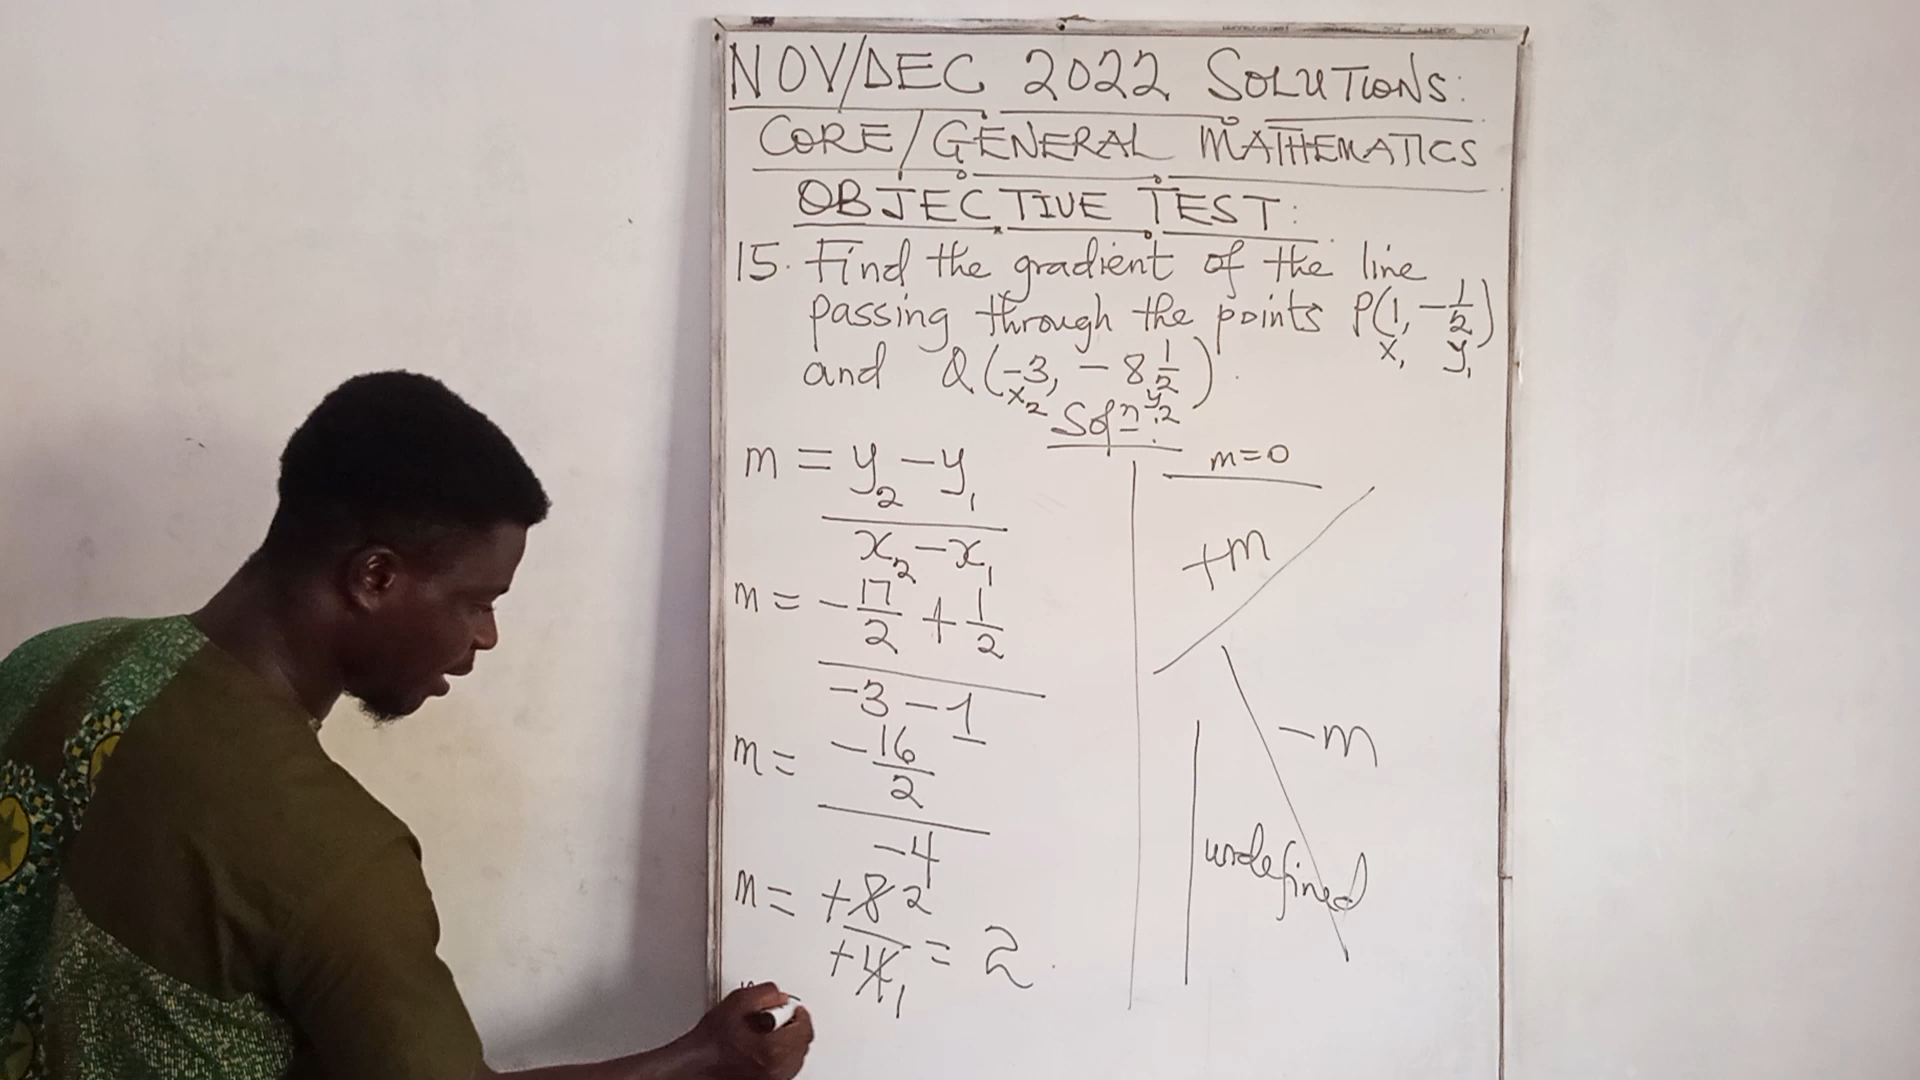 NOV/DEC 2022 SOLUTIONS:
CORE/GENERAL MATHEMATICS
OBJECTIVE TEST:
15. Find the gradient of the line
passing through the points P(1, -1/2)
x₁ y₁
and Q(-3, -8 1/2).
x₂ y₂
Soln:
m = y₂ - y₁
x₂ - x₁
m = -17/2 + 1/2
-3 - 1
m = -16/2
-4
m = +8 2
+4 1 = 2.
m=0
+m
-m
undefined